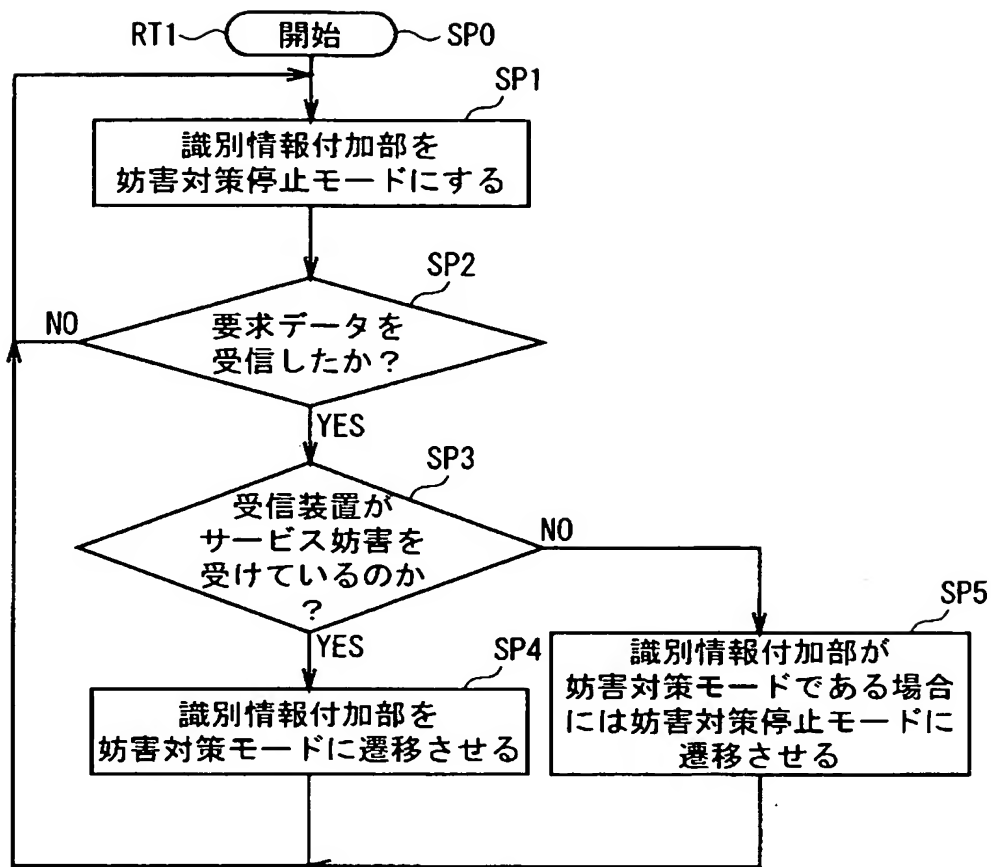 RT1 開始 SP0
SP1
識別情報付加部を
妨害対策停止モードにする
SP2
NO
要求データを
受信したか？
YES
SP3
受信装置が
サービス妨害を
受けているのか
？
NO
YES
SP4
識別情報付加部を
妨害対策モードに遷移させる
SP5
識別情報付加部が
妨害対策モードである場合
には妨害対策停止モードに
遷移させる